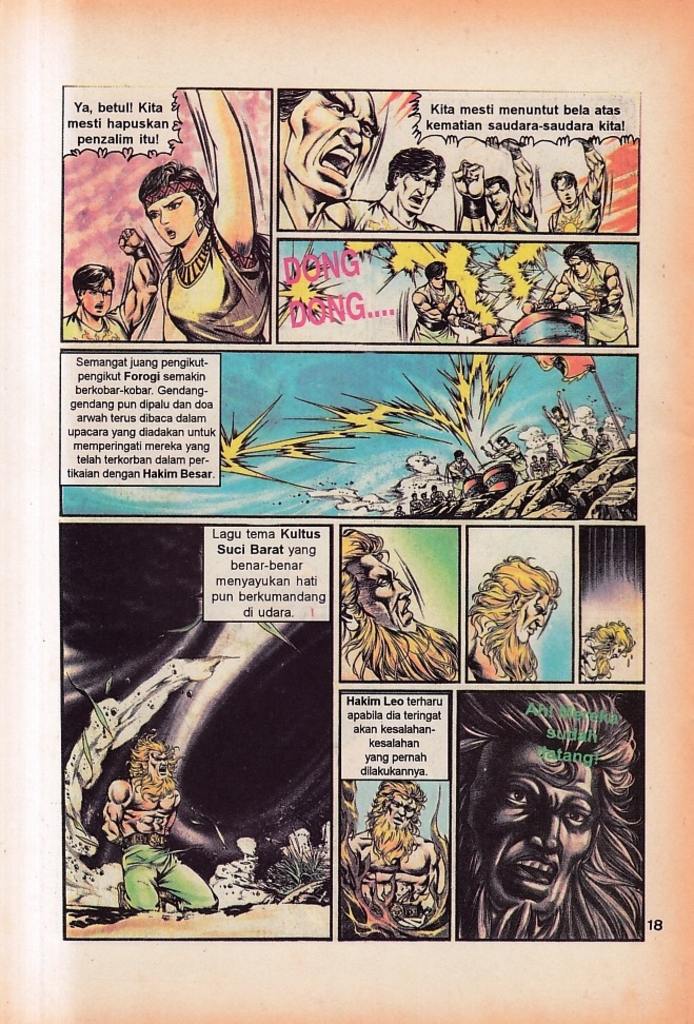 Ya, betul! Kita
mesti hapuskan
penzalim itu!
Kita mesti menuntut bela atas
kematian saudara-saudara kita!
DONG
DONG....
Semangat juang pengikut-
pengikut Forogi semakin
berkobar-kobar. Gendang-
gendang pun dipalu dan doa
arwah terus dibaca dalam
upacara yang diadakan untuk
memperingati mereka yang
telah terkorban dalam per-
tikaian dengan Hakim Besar.
Lagu tema Kultus
Suci Barat yang
benar-benar
menyayukan hati
pun berkumandang
di udara.
Hakim Leo terharu
apabila dia teringat
akan kesalahan-
kesalahan
yang pernah
dilakukannya.
Ah! Mereka
sudah
datang!
18